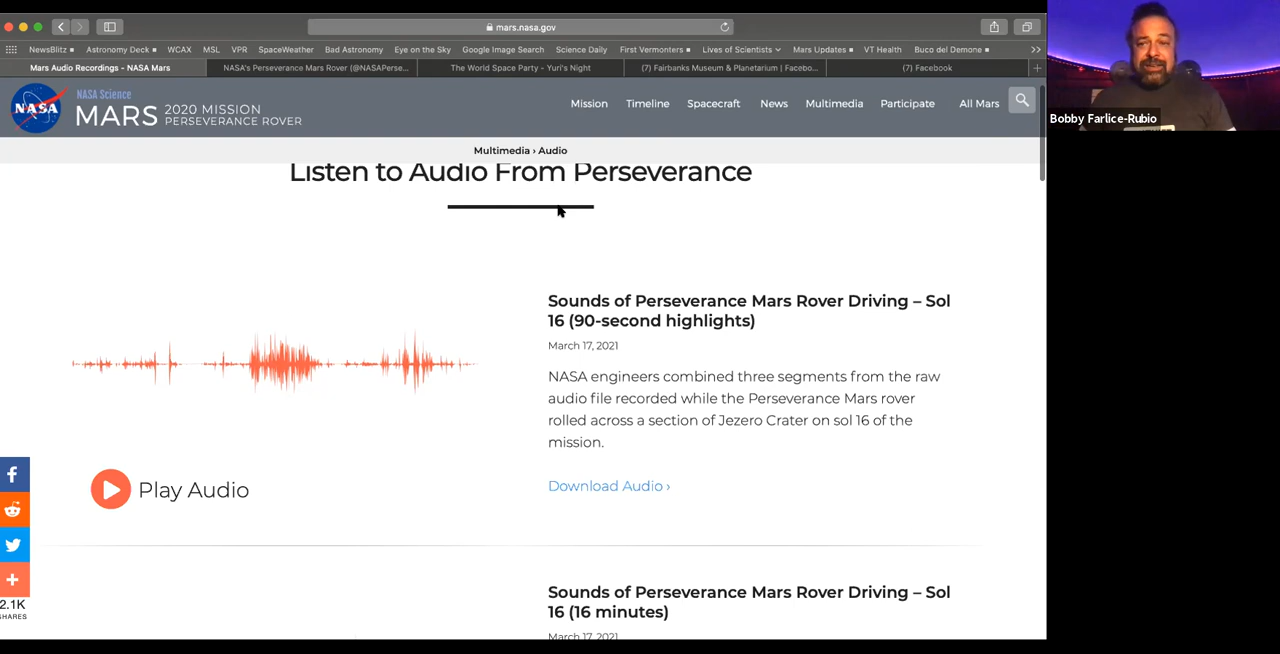 mars.nasa.gov
NewsBlitz Astronomy Deck WCAX MSL VPR SpaceWeather Bad Astronomy Eye on the Sky Google Image Search Science Daily First Vermonters Lives of Scientists Mars Updates VT Health Buco del Demone
Mars Audio Recordings - NASA Mars
NASA's Perseverance Mars Rover (@NASAPerse...
The World Space Party - Yuri's Night
(7) Fairbanks Museum & Planetarium | Facebo...
(7) Facebook
NASA
NASA Science
MARS
2020 MISSION
PERSEVERANCE ROVER
Mission Timeline Spacecraft News Multimedia Participate All Mars
Multimedia › Audio
Listen to Audio From Perseverance
Sounds of Perseverance Mars Rover Driving – Sol
16 (90-second highlights)
March 17, 2021
NASA engineers combined three segments from the raw
audio file recorded while the Perseverance Mars rover
rolled across a section of Jezero Crater on sol 16 of the
mission.
Download Audio ›
Play Audio
2.1K
SHARES
Sounds of Perseverance Mars Rover Driving – Sol
16 (16 minutes)
March 17, 2021
Bobby Farlice-Rubio